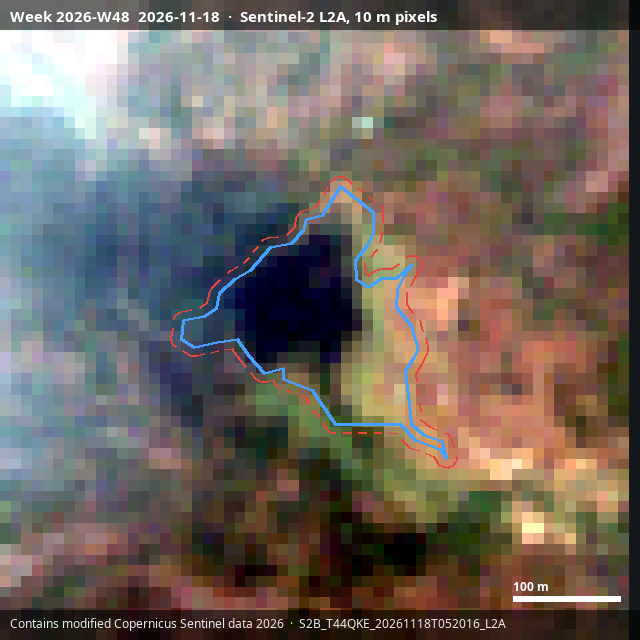 Week 2026-W48  2026-11-18  ·  Sentinel-2 L2A, 10 m pixels
100 m
Contains modified Copernicus Sentinel data 2026  ·  S2B_T44QKE_20261118T052016_L2A